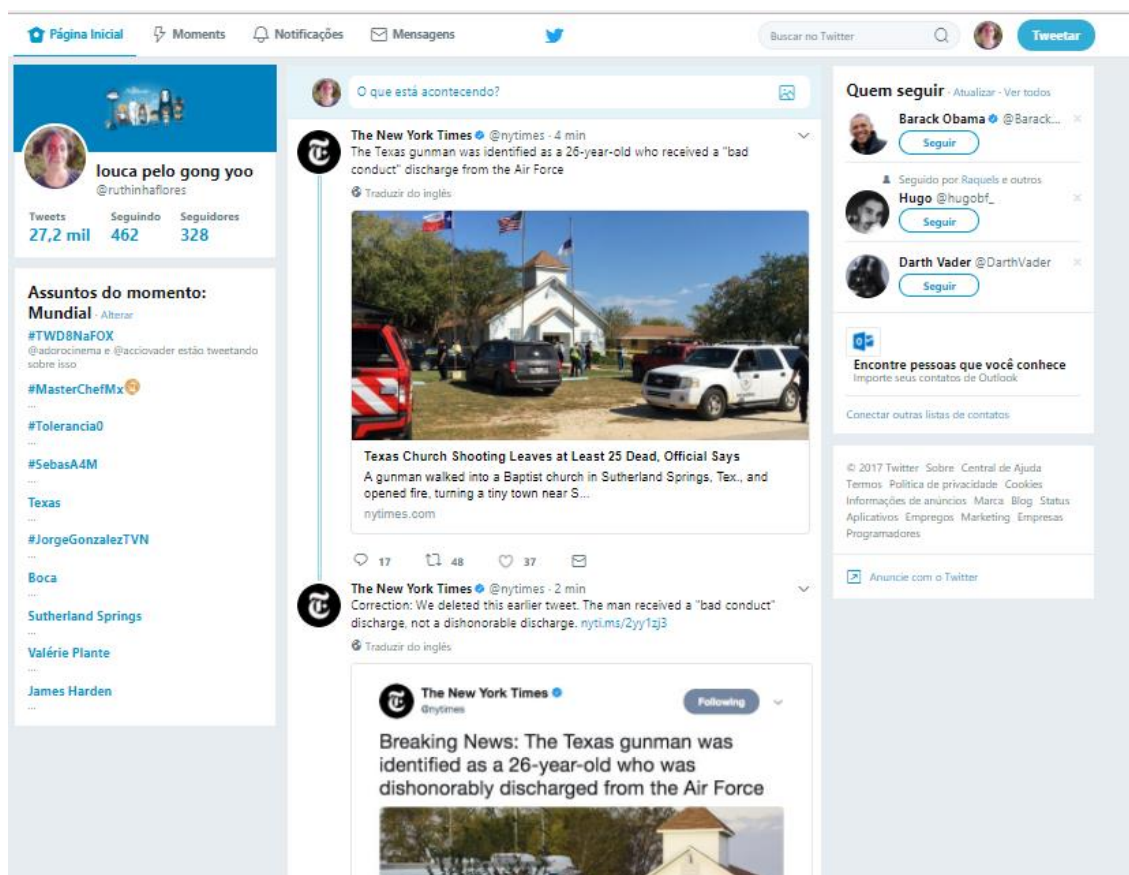 Página Inicial Moments Notificações Mensagens Buscar no Twitter Tweetar
louca pelo gong yoo
@ruthinhaflores
Tweets Seguindo Seguidores
27,2 mil 462 328
Assuntos do momento:
Mundial · Alterar
#TWD8NaFOX
@adorocinema e @acciovader estão tweetando
sobre isso
#MasterChefMx
...
#Tolerancia0
...
#SebasA4M
...
Texas
...
#JorgeGonzalezTVN
...
Boca
...
Sutherland Springs
...
Valérie Plante
...
James Harden
...
O que está acontecendo?
The New York Times @nytimes · 4 min
The Texas gunman was identified as a 26-year-old who received a "bad
conduct" discharge from the Air Force
Traduzir do inglês
Texas Church Shooting Leaves at Least 25 Dead, Official Says
A gunman walked into a Baptist church in Sutherland Springs, Tex., and
opened fire, turning a tiny town near S...
nytimes.com
17 48 37
The New York Times @nytimes · 2 min
Correction: We deleted this earlier tweet. The man received a "bad conduct"
discharge, not a dishonorable discharge. nyti.ms/2yy1zj3
Traduzir do inglês
The New York Times
@nytimes
Following
Breaking News: The Texas gunman was
identified as a 26-year-old who was
dishonorably discharged from the Air Force
Quem seguir · Atualizar · Ver todos
Barack Obama @Barack...
Seguir
Seguido por Raquels e outros
Hugo @hugobf_
Seguir
Darth Vader @DarthVader
Seguir
Encontre pessoas que você conhece
Importe seus contatos de Outlook
Conectar outras listas de contatos
© 2017 Twitter Sobre Central de Ajuda
Termos Política de privacidade Cookies
Informações de anúncios Marca Blog Status
Aplicativos Empregos Marketing Empresas
Programadores
Anuncie com o Twitter